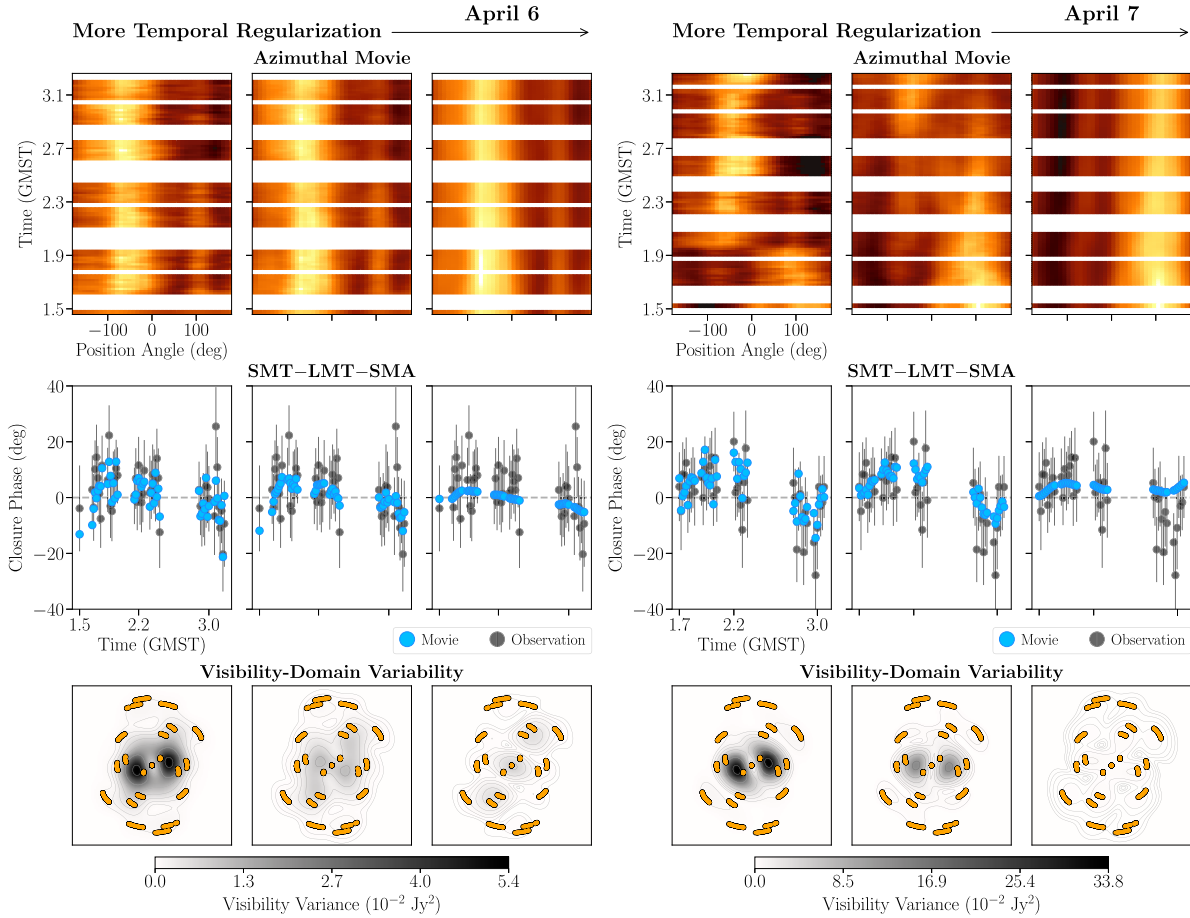 April 6
More Temporal Regularization
Azimuthal Movie
3.1
2.7
2.3
1.9
1.5
Time (GMST)
−100 0 100
Position Angle (deg)
SMT−LMT−SMA
40
20
0
−20
−40
Closure Phase (deg)
1.5 2.2 3.0
Time (GMST)
Movie Observation
Visibility-Domain Variability
0.0 1.3 2.7 4.0 5.4
Visibility Variance (10⁻² Jy²)
April 7
More Temporal Regularization
Azimuthal Movie
3.1
2.7
2.3
1.9
1.5
Time (GMST)
−100 0 100
Position Angle (deg)
SMT−LMT−SMA
40
20
0
−20
−40
Closure Phase (deg)
1.7 2.2 3.0
Time (GMST)
Movie Observation
Visibility-Domain Variability
0.0 8.5 16.9 25.4 33.8
Visibility Variance (10⁻² Jy²)